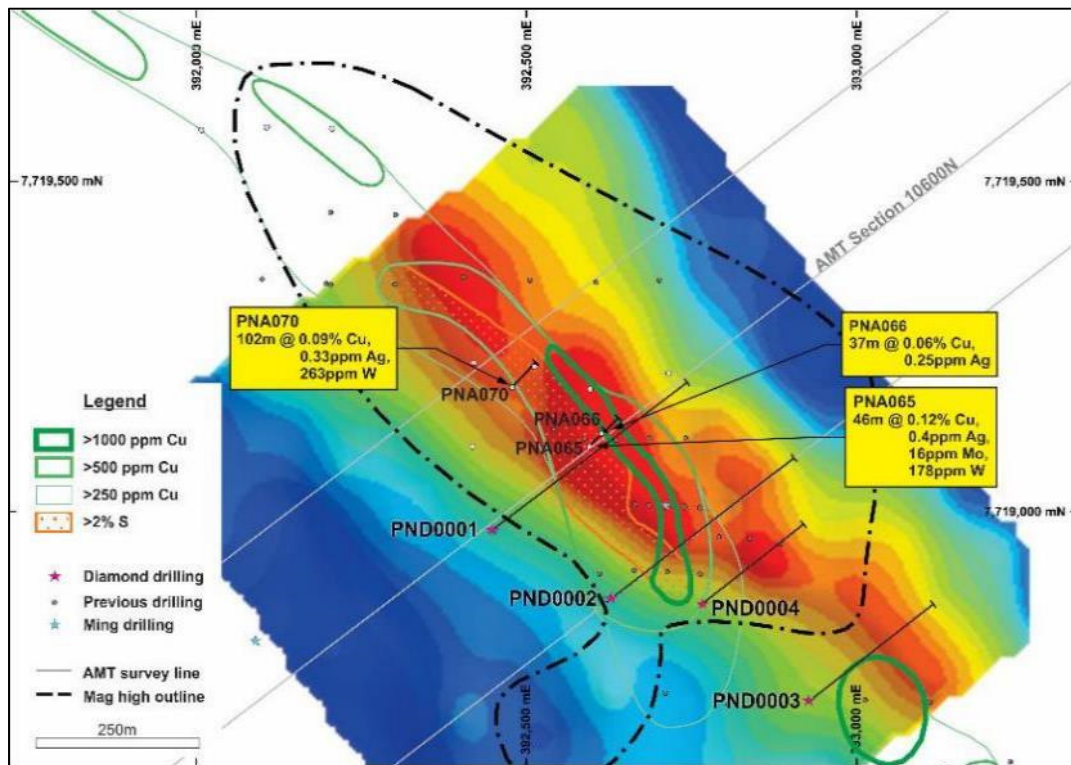 392,000 mE
392,500 mE
393,000 mE
7,719,500 mN
7,719,500 mN
AMT Section 10600N
PNA070
102m @ 0.09% Cu,
0.33ppm Ag,
263ppm W
PNA066
37m @ 0.06% Cu,
0.25ppm Ag
PNA070
PNA066
PNA065
PNA065
46m @ 0.12% Cu,
0.4ppm Ag,
16ppm Mo,
178ppm W
Legend
>1000 ppm Cu
>500 ppm Cu
>250 ppm Cu
>2% S
7,719,000 mN
PND0001
PND0002
PND0004
PND0003
Diamond drilling
Previous drilling
Ming drilling
AMT survey line
Mag high outline
250m
392,500 mE
393,000 mE